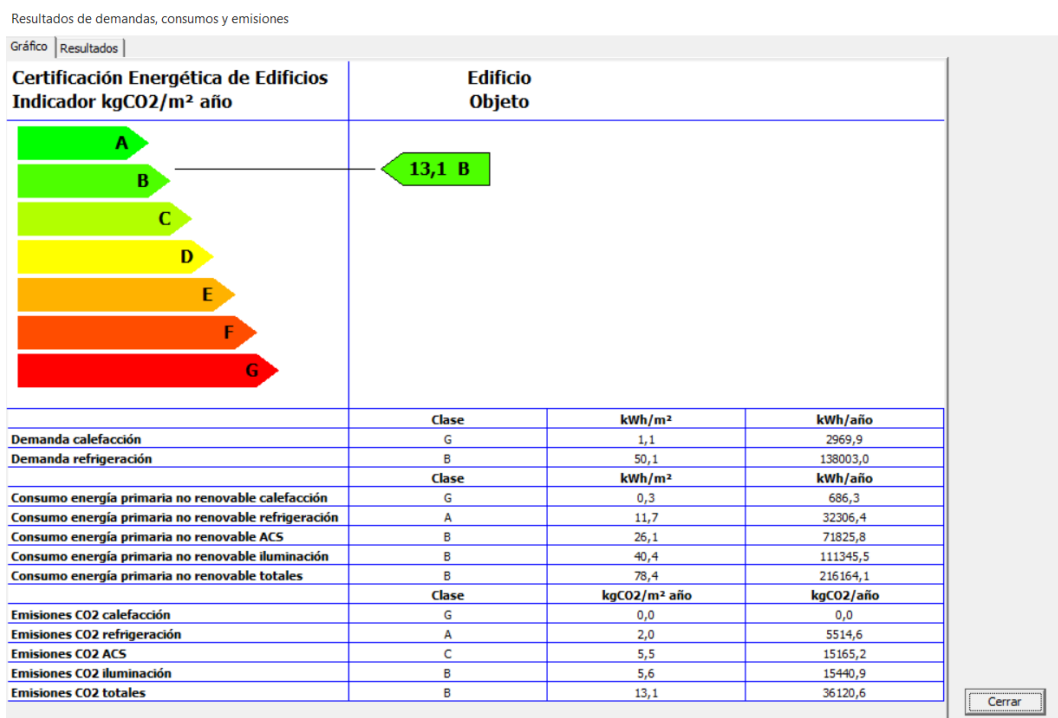 Resultados de demandas, consumos y emisiones
Gráfico Resultados
Certificación Energética de Edificios Edificio
Indicador kgCO2/m² año Objeto
A
13,1 B
B
C
D
E
F
G
Clase kWh/m² kWh/año
Demanda calefacción G 1,1 2969,9
Demanda refrigeración B 50,1 138003,0
Clase kWh/m² kWh/año
Consumo energía primaria no renovable calefacción G 0,3 686,3
Consumo energía primaria no renovable refrigeración A 11,7 32306,4
Consumo energía primaria no renovable ACS B 26,1 71825,8
Consumo energía primaria no renovable iluminación B 40,4 111345,5
Consumo energía primaria no renovable totales B 78,4 216164,1
Clase kgCO2/m² año kgCO2/año
Emisiones CO2 calefacción G 0,0 0,0
Emisiones CO2 refrigeración A 2,0 5514,6
Emisiones CO2 ACS C 5,5 15165,2
Emisiones CO2 iluminación B 5,6 15440,9
Emisiones CO2 totales B 13,1 36120,6
Cerrar